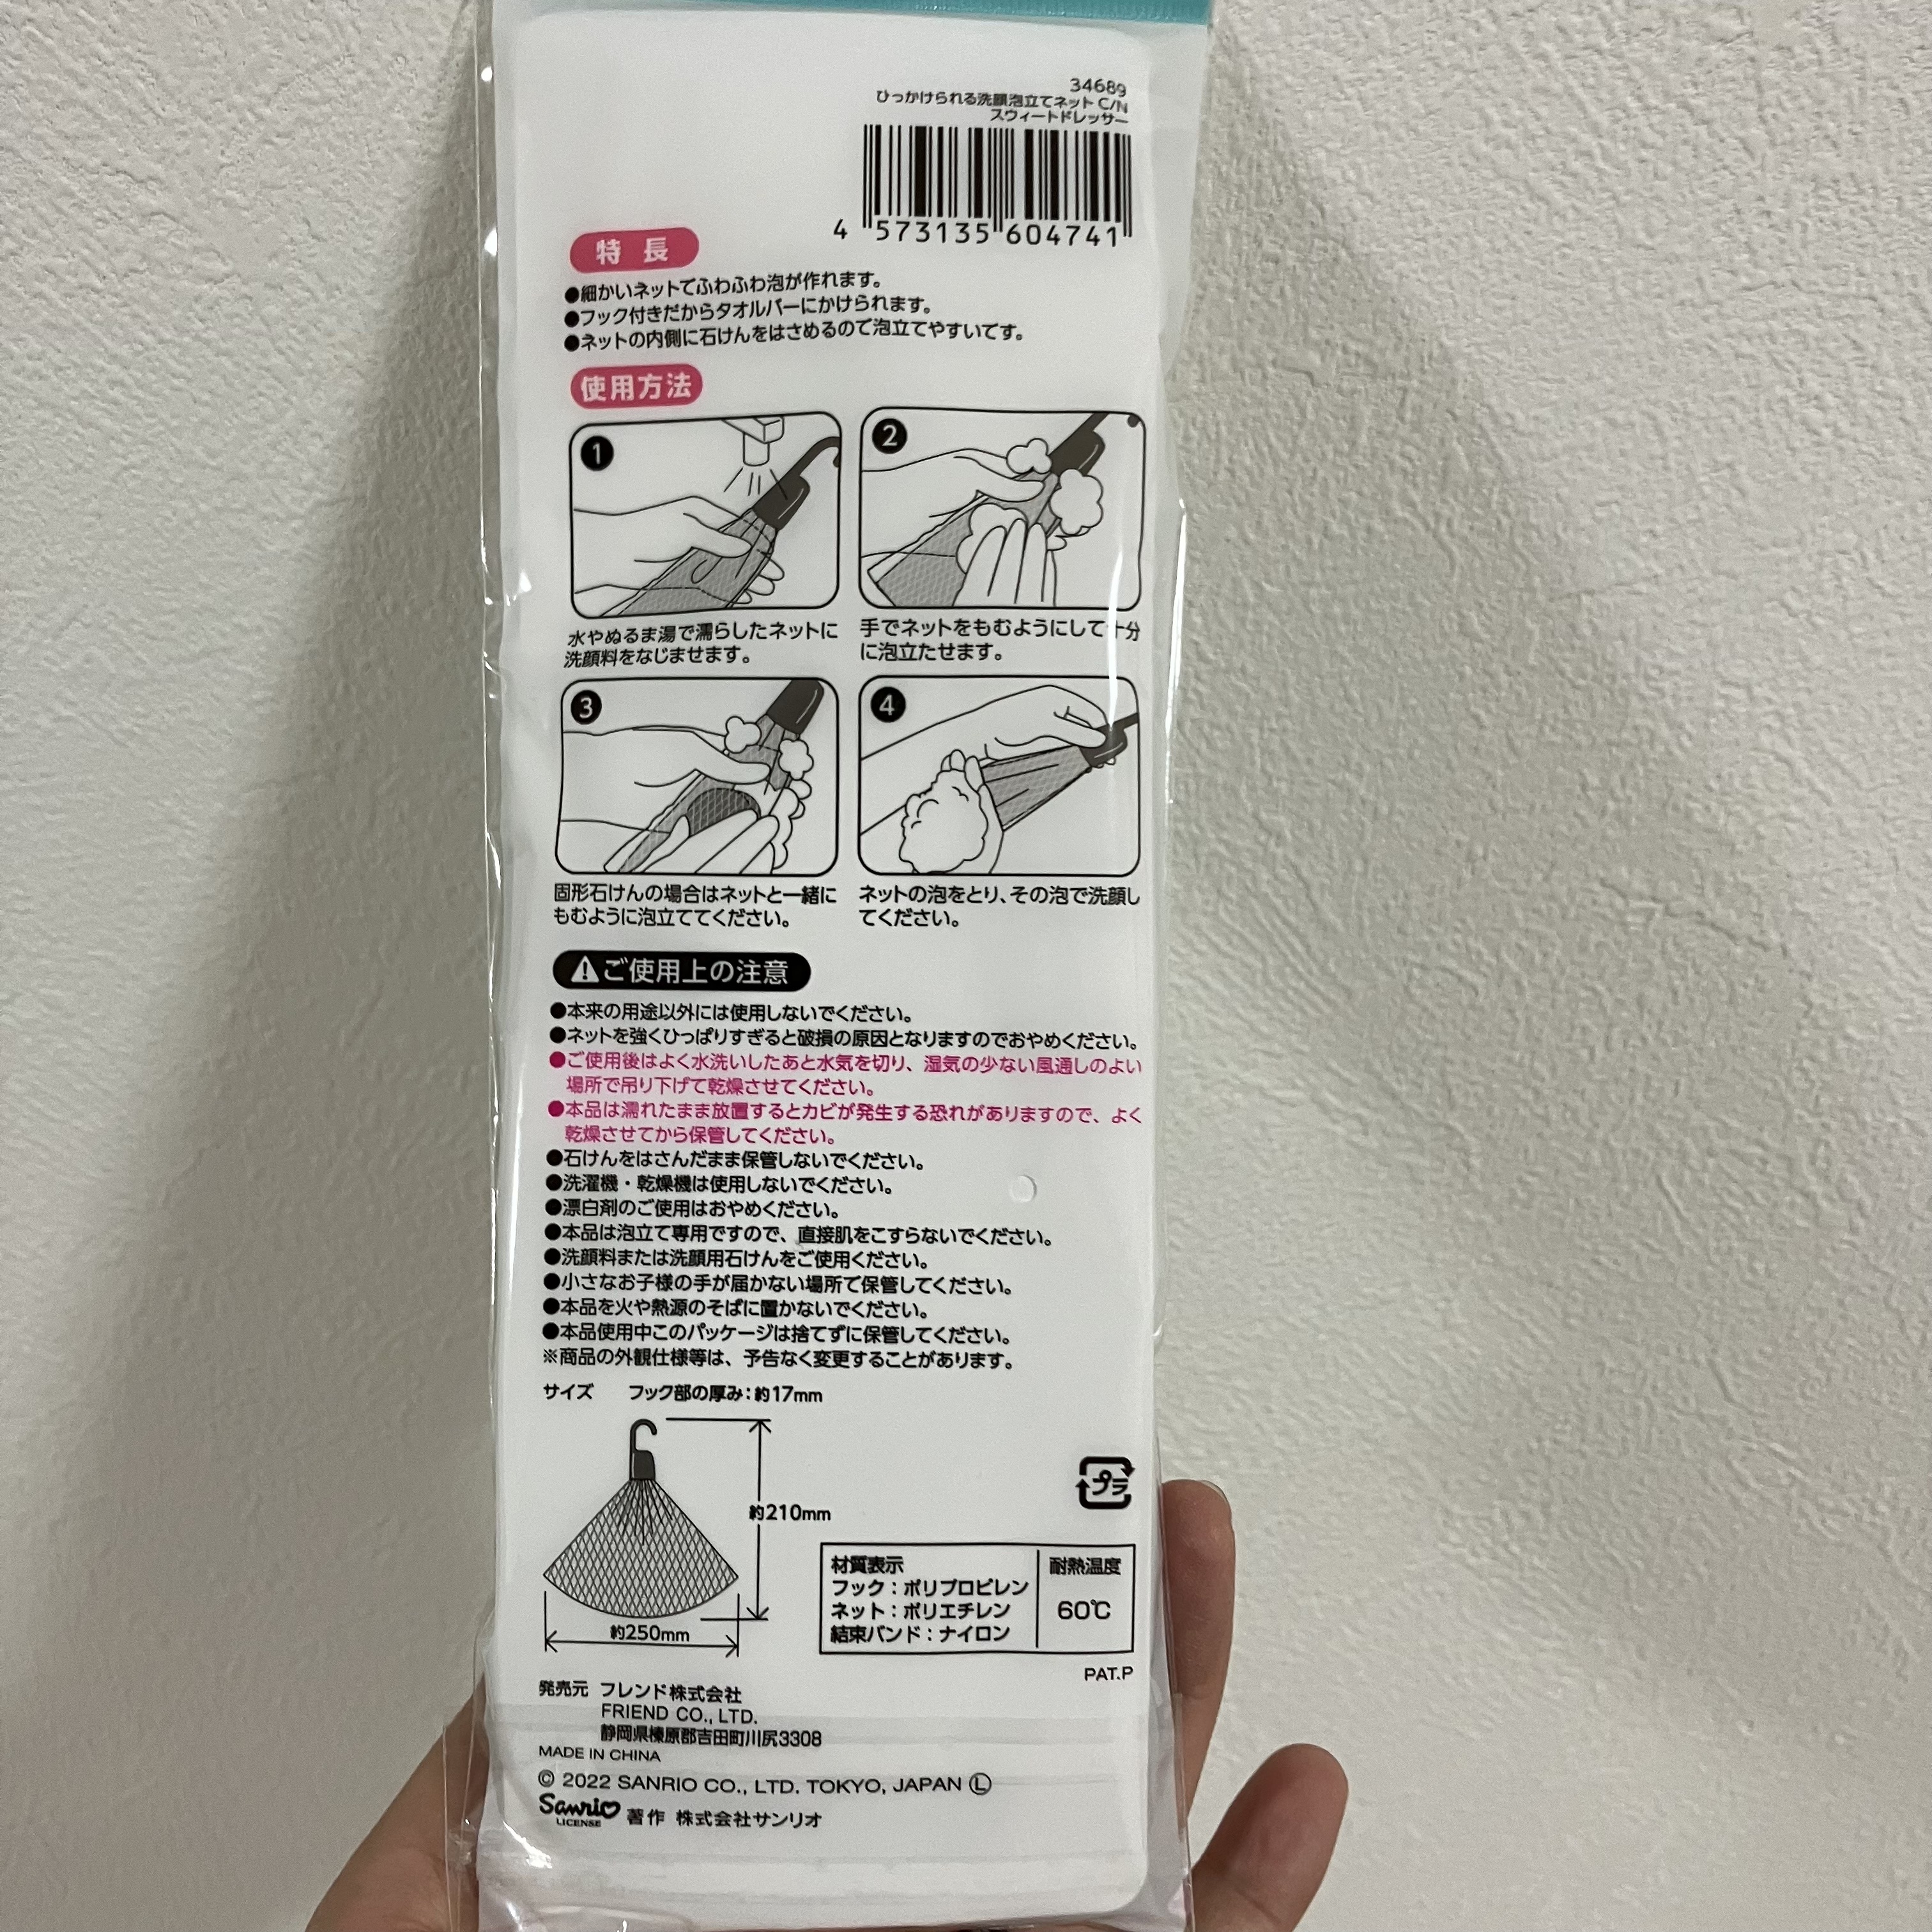 34689
ひっかけられる洗顔泡立てネット C/N
スウィートドレッサー
4 573135 604741
特長
●細かいネットでふわふわ泡が作れます。
●フック付きだからタオルバーにかけられます。
●ネットの内側に石けんをはさめるので泡立てやすいです。
使用方法
1
水やぬるま湯で濡らしたネットに
洗顔料をなじませます。
2
手でネットをもむようにして十分
に泡立たせます。
3
固形石けんの場合はネットと一緒に
もむように泡立ててください。
4
ネットの泡をとり、その泡で洗顔し
てください。
⚠ご使用上の注意
●本来の用途以外には使用しないでください。
●ネットを強くひっぱりすぎると破損の原因となりますのでおやめください。
●ご使用後はよく水洗いしたあと水気を切り、湿気の少ない風通しのよい
場所で吊り下げて乾燥させてください。
●本品は濡れたまま放置するとカビが発生する恐れがありますので、よく
乾燥させてから保管してください。
●石けんをはさんだまま保管しないでください。
●洗濯機・乾燥機は使用しないでください。
●漂白剤のご使用はおやめください。
●本品は泡立て専用ですので、直接肌をこすらないでください。
●洗顔料または洗顔用石けんをご使用ください。
●小さなお子様の手が届かない場所で保管してください。
●本品を火や熱源のそばに置かないでください。
●本品使用中このパッケージは捨てずに保管してください。
※商品の外観仕様等は、予告なく変更することがあります。
サイズ フック部の厚み：約17mm
約210mm
約250mm
プラ
材質表示
フック：ポリプロピレン
ネット：ポリエチレン
結束バンド：ナイロン
耐熱温度
60℃
PAT.P
発売元 フレンド株式会社
FRIEND CO., LTD.
静岡県榛原郡吉田町川尻3308
MADE IN CHINA
© 2022 SANRIO CO., LTD. TOKYO, JAPAN Ⓛ
Sanrio LICENSE 著作 株式会社サンリオ